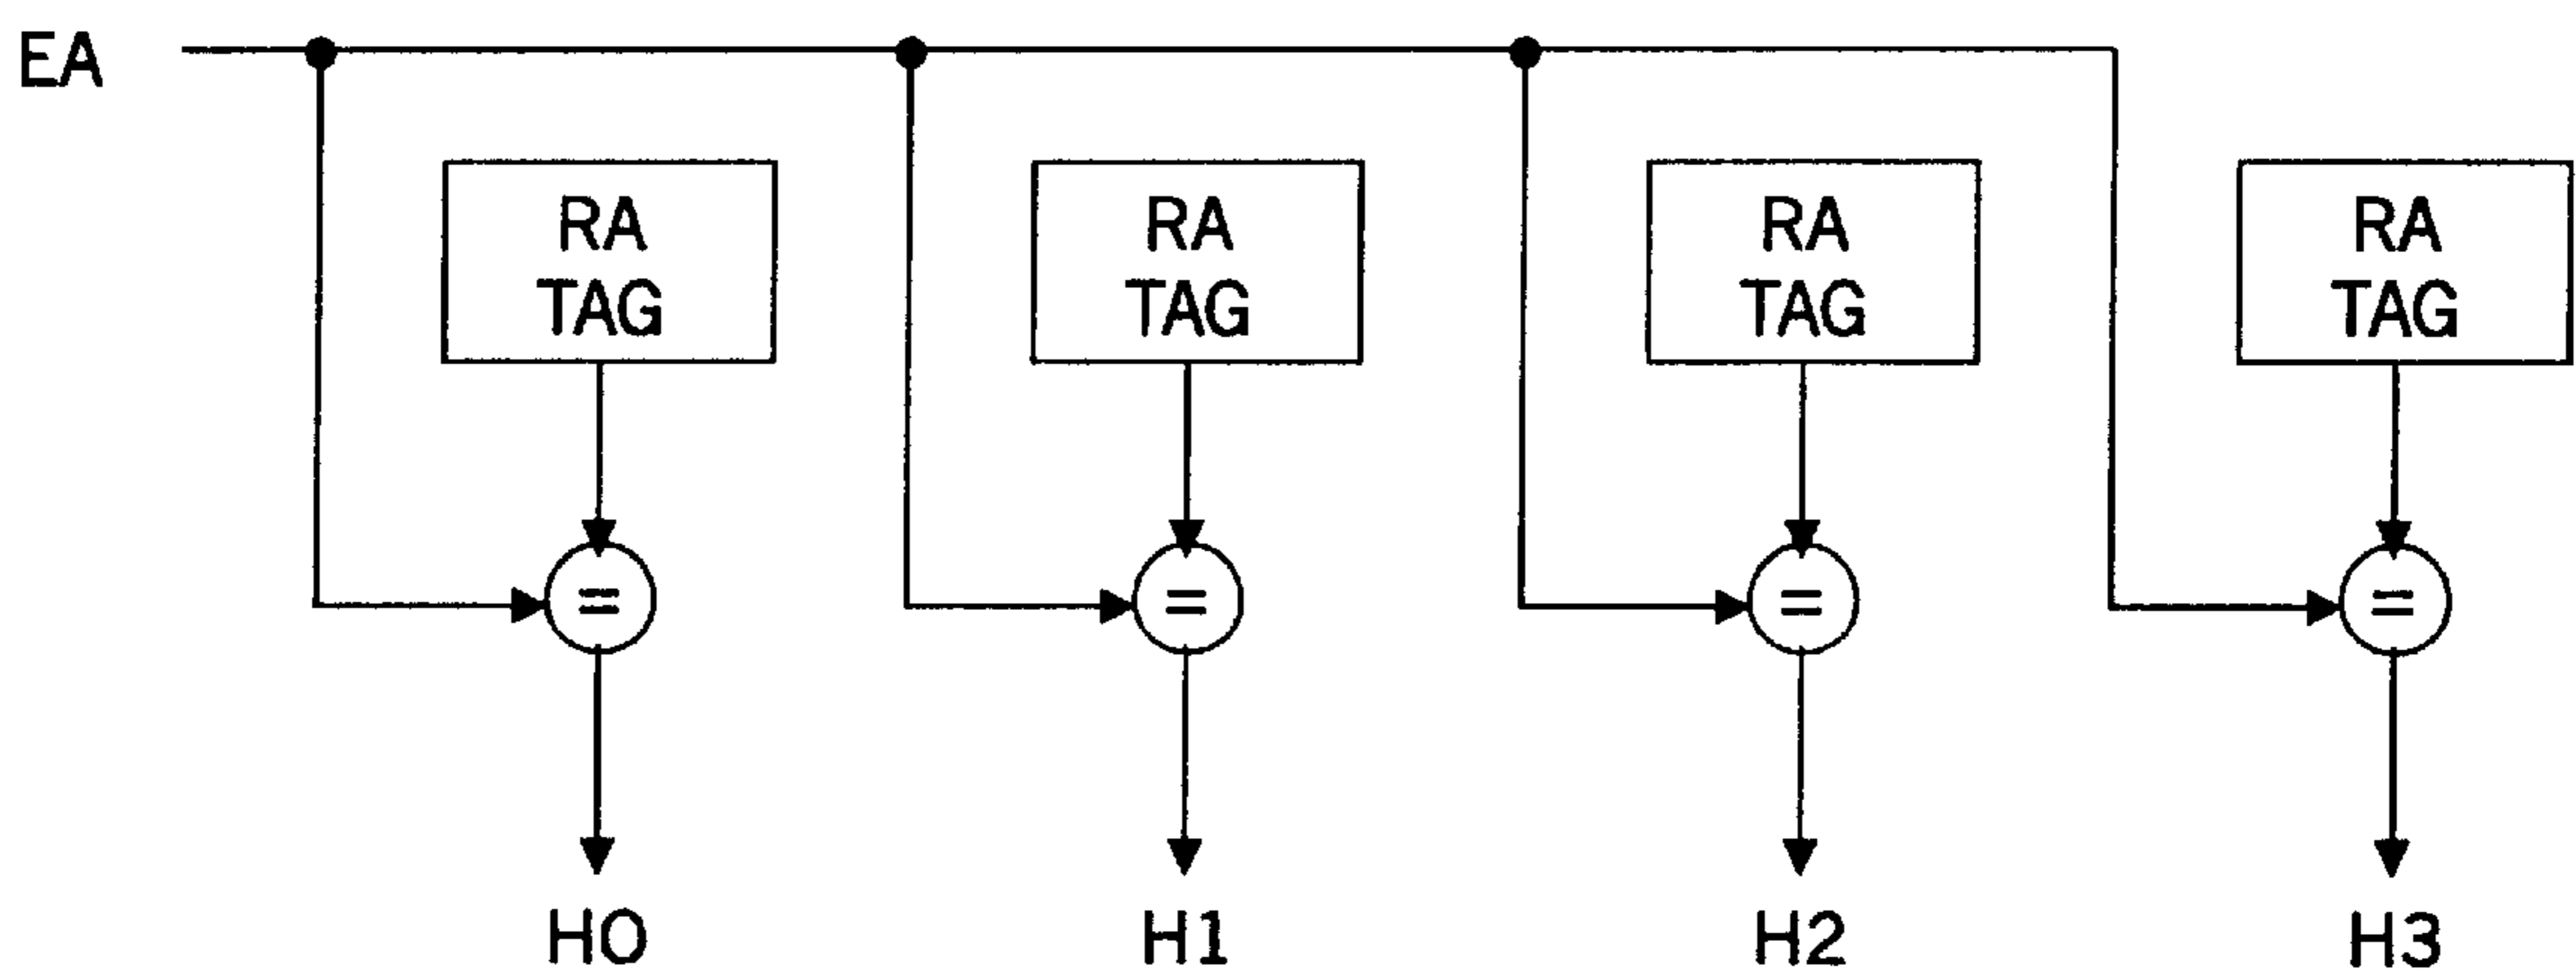 EA
RA
TAG
RA
TAG
RA
TAG
RA
TAG
=
=
=
=
H0
H1
H2
H3